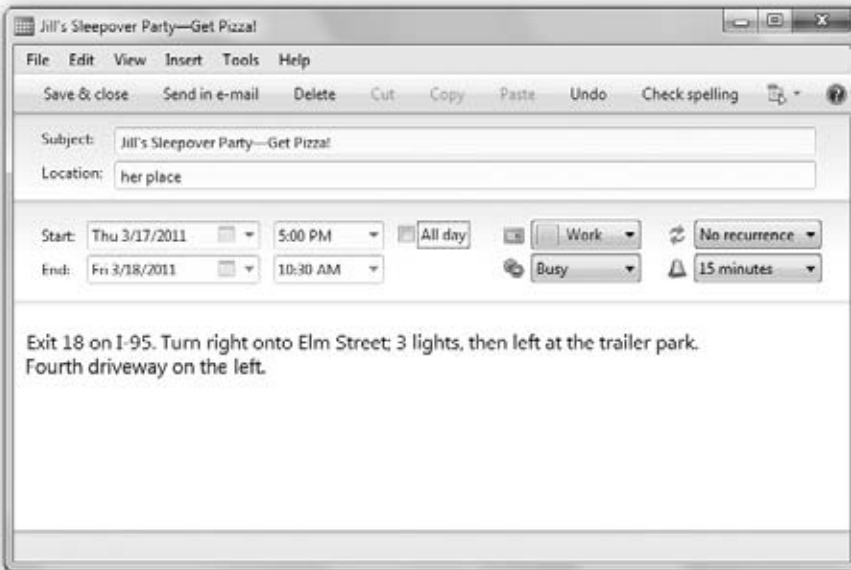 Jill's Sleepover Party—Get Pizza!
File Edit View Insert Tools Help
Save & close Send in e-mail Delete Cut Copy Paste Undo Check spelling
Subject: Jill's Sleepover Party—Get Pizza!
Location: her place
Start: Thu 3/17/2011 5:00 PM All day Work No recurrence
End: Fri 3/18/2011 10:30 AM Busy 15 minutes
Exit 18 on I-95. Turn right onto Elm Street; 3 lights, then left at the trailer park.
Fourth driveway on the left.